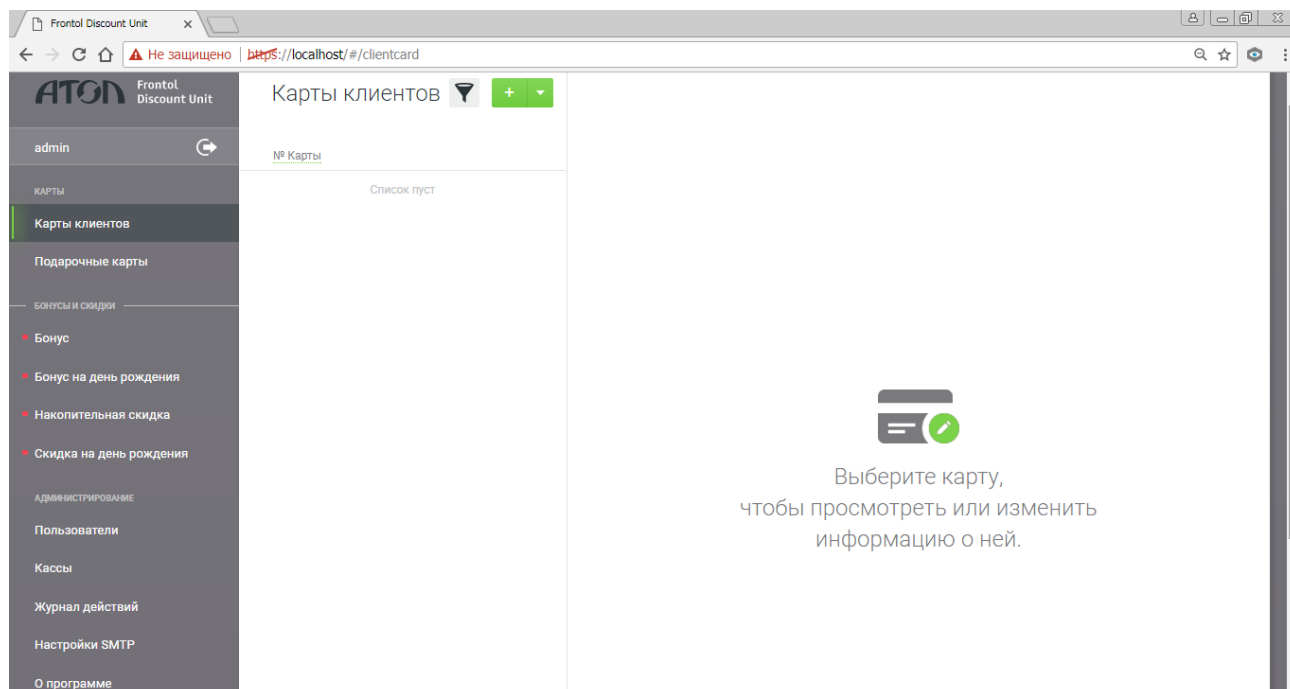 Frontol Discount Unit
Не защищено | https://localhost/#/clientcard
АТОЛ Frontol
Discount Unit
admin
КАРТЫ
Карты клиентов
Подарочные карты
БОНУСЫ И СКИДКИ
Бонус
Бонус на день рождения
Накопительная скидка
Скидка на день рождения
АДМИНИСТРИРОВАНИЕ
Пользователи
Кассы
Журнал действий
Настройки SMTP
О программе
Карты клиентов
№ Карты
Список пуст
Выберите карту,
чтобы просмотреть или изменить
информацию о ней.